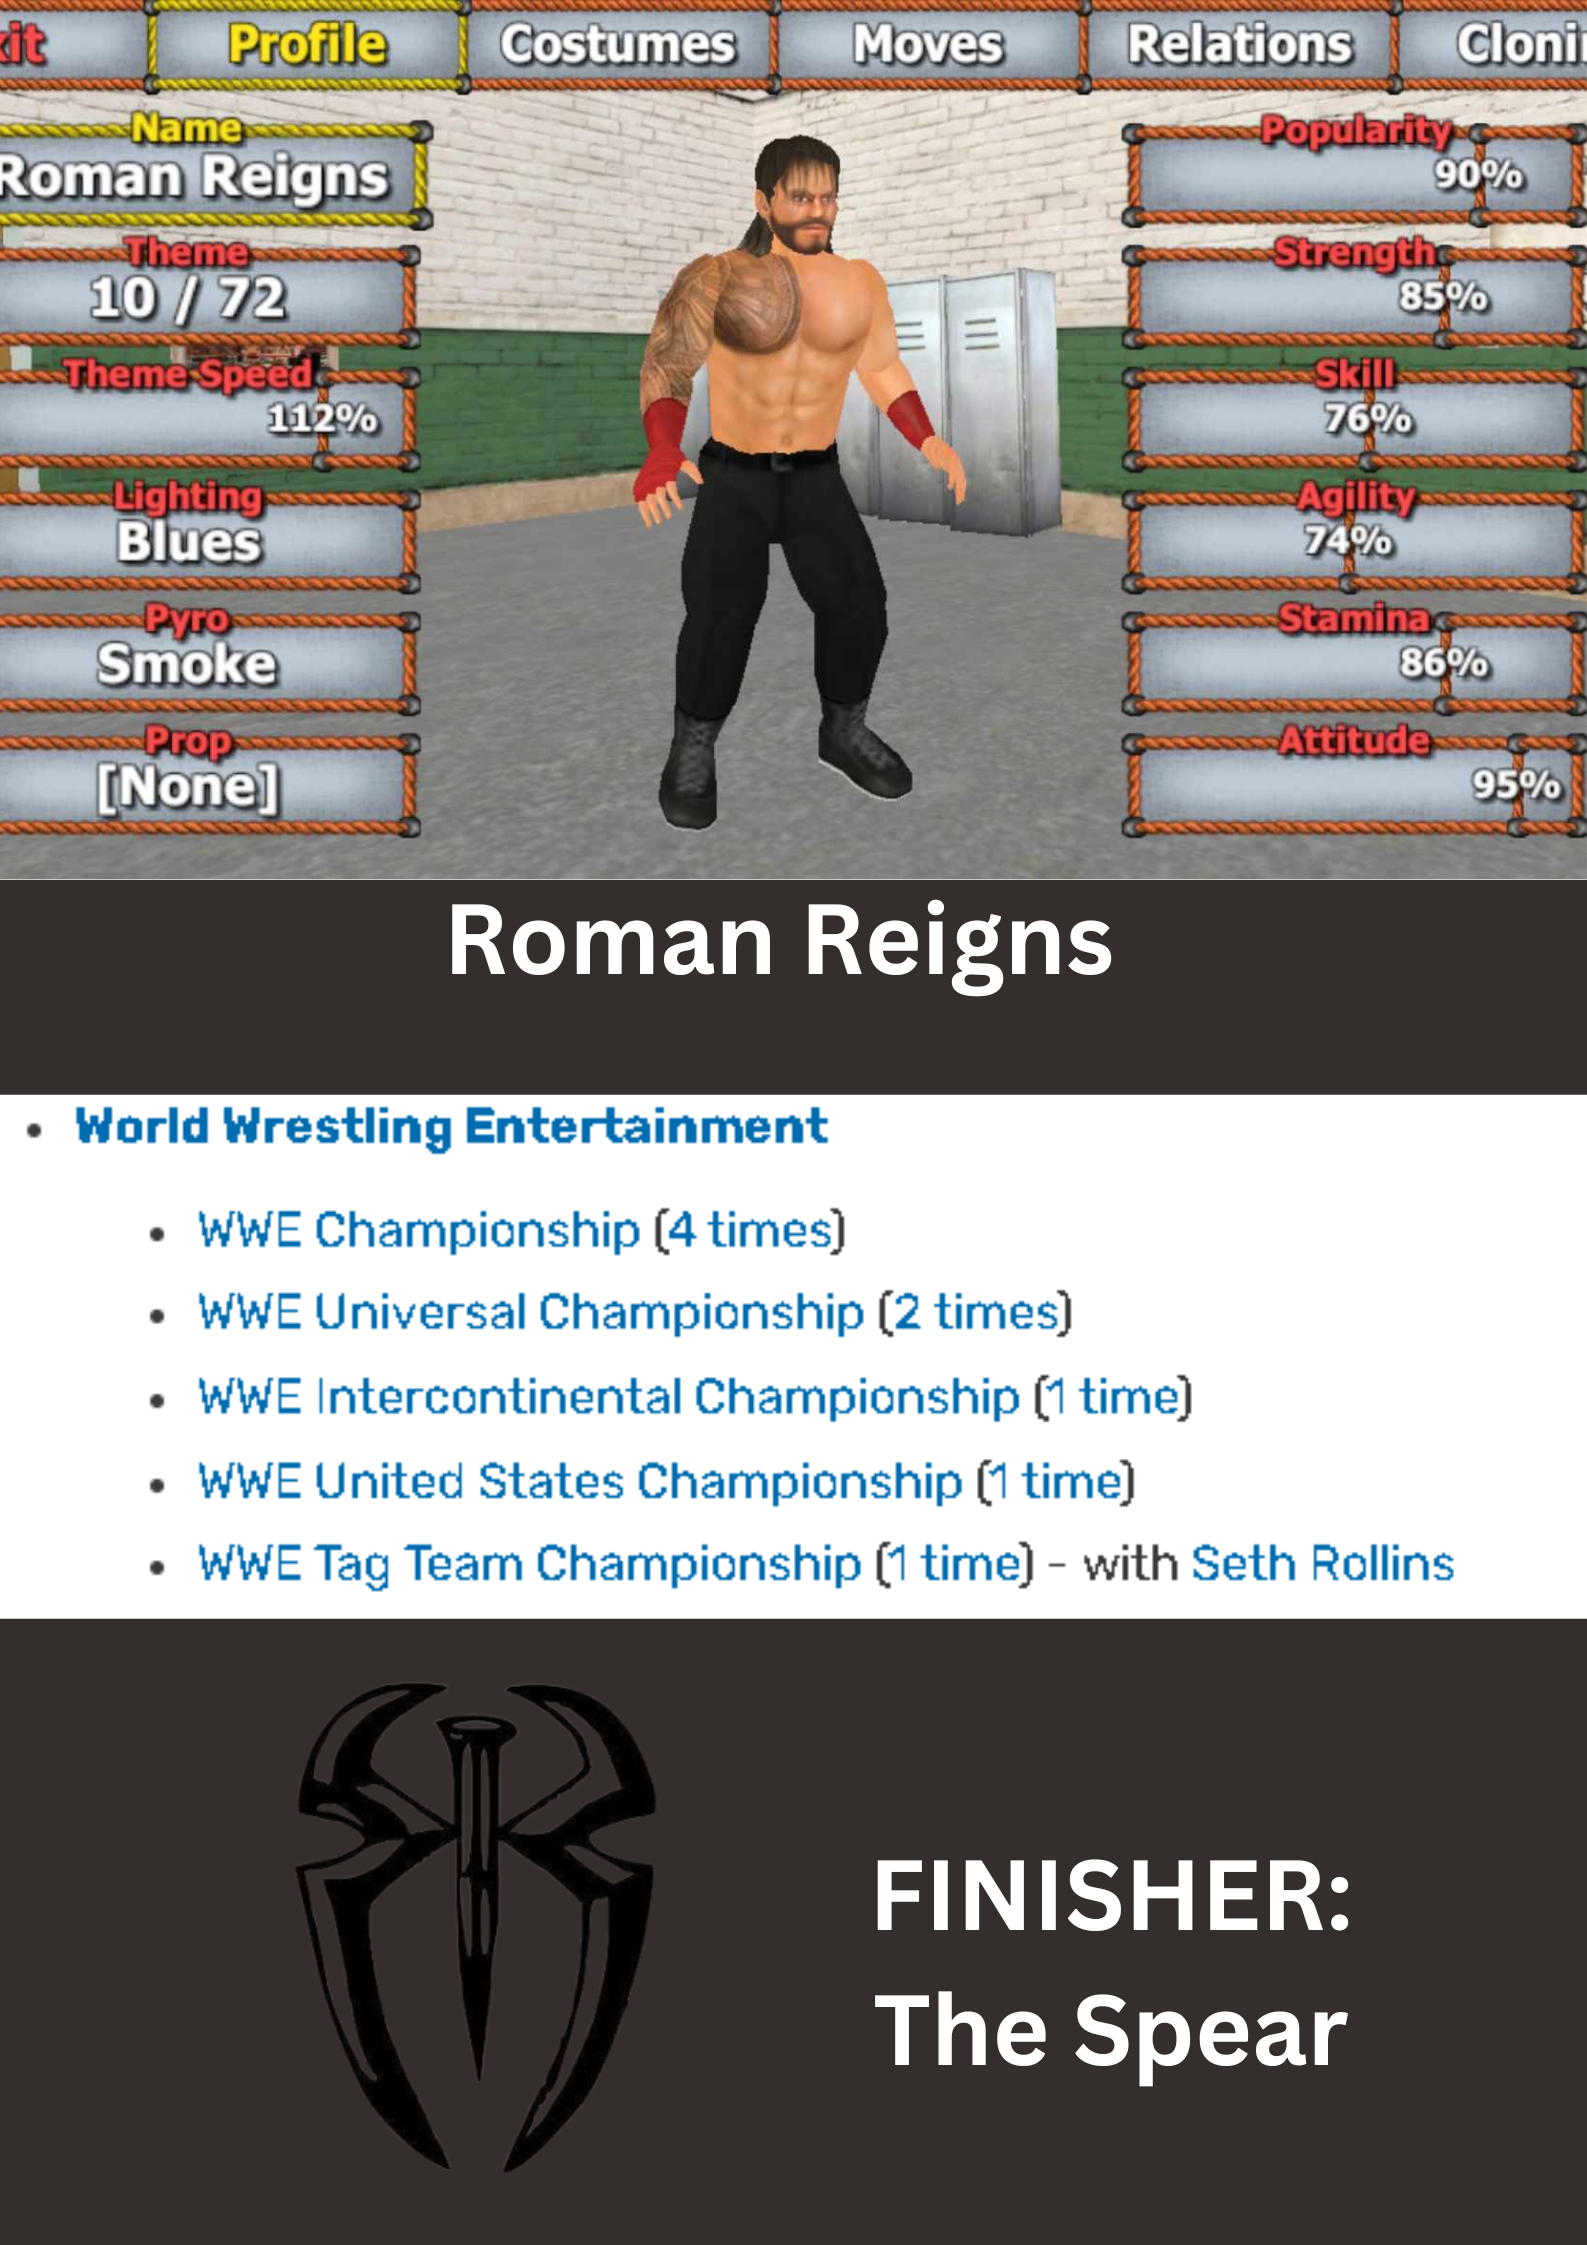 xit Profile Costumes Moves Relations Cloni
Name
Roman Reigns
Theme
10 / 72
Theme Speed
112%
Lighting
Blues
Pyro
Smoke
Prop
[None]
Popularity
90%
Strength
85%
Skill
76%
Agility
74%
Stamina
86%
Attitude
95%
Roman Reigns
• World Wrestling Entertainment
• WWE Championship (4 times)
• WWE Universal Championship (2 times)
• WWE Intercontinental Championship (1 time)
• WWE United States Championship (1 time)
• WWE Tag Team Championship (1 time) - with Seth Rollins
FINISHER:
The Spear